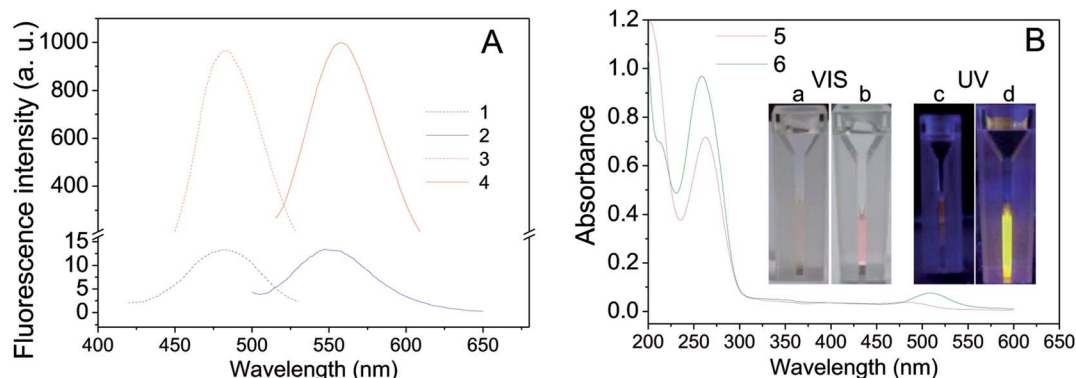 A
Fluorescence intensity (a. u.)
1000
800
600
400
15
10
5
0
1
2
3
4
400 450 500 550 600 650
Wavelength (nm)
B
Absorbance
1.2
1.0
0.8
0.6
0.4
0.2
0.0
5
6
VIS UV
a b c d
200 250 300 350 400 450 500 550 600 650
Wavelength (nm)